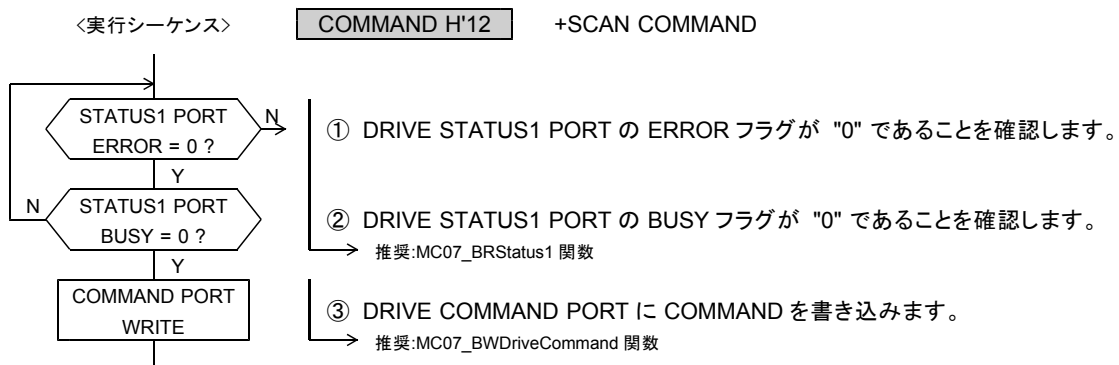 〈実行シーケンス〉 COMMAND H'12 +SCAN COMMAND
STATUS1 PORT
ERROR = 0 ?
N
Y
① DRIVE STATUS1 PORT の ERROR フラグが "0" であることを確認します。
N
STATUS1 PORT
BUSY = 0 ?
Y
② DRIVE STATUS1 PORT の BUSY フラグが "0" であることを確認します。
推奨:MC07_BRStatus1 関数
COMMAND PORT
WRITE
③ DRIVE COMMAND PORT に COMMAND を書き込みます。
推奨:MC07_BWDriveCommand 関数